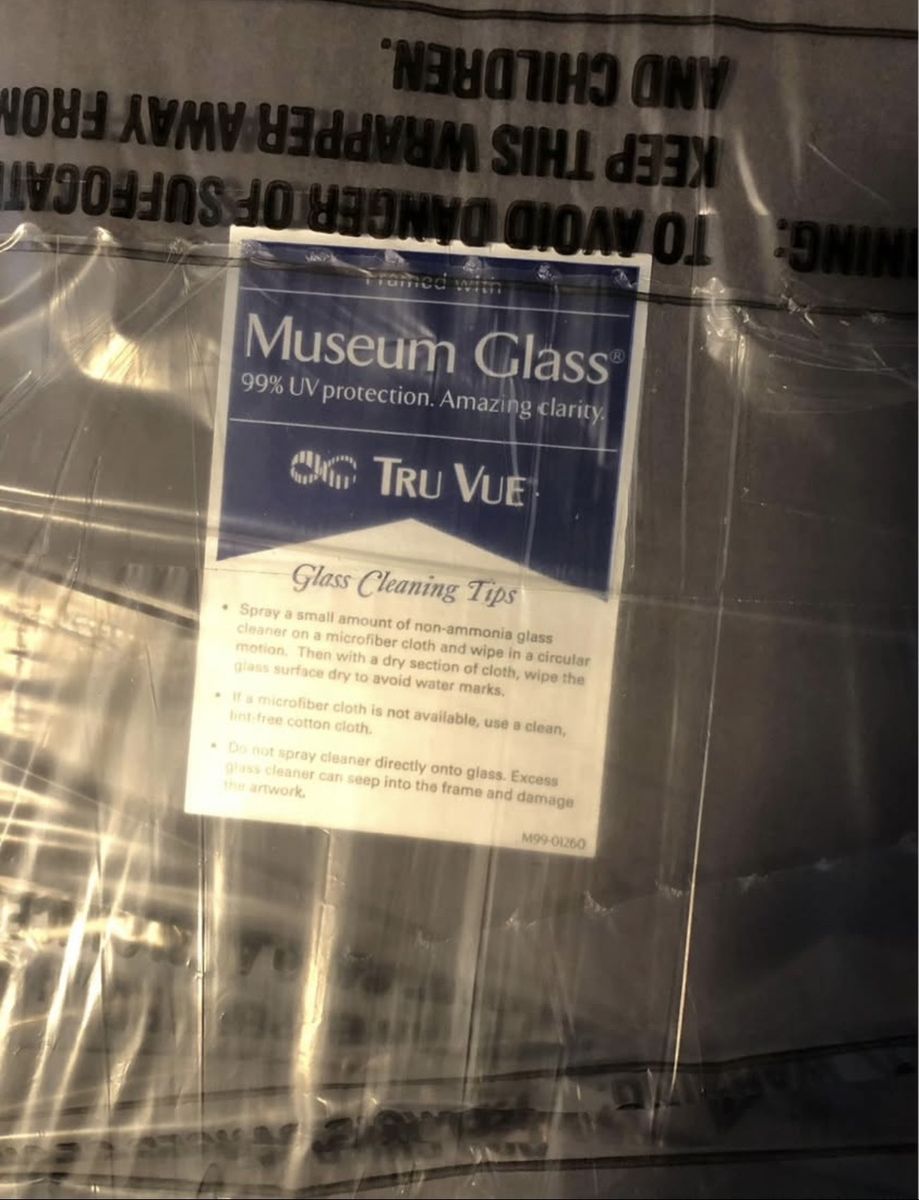 AND CHILDREN.
KEEP THIS WRAPPER AWAY FROM
TO AVOID DANGER OF SUFFOCATI
NING:
Framed with
Museum Glass®
99% UV protection. Amazing clarity.
TRU VUE
Glass Cleaning Tips
• Spray a small amount of non-ammonia glass
cleaner on a microfiber cloth and wipe in a circular
motion. Then with a dry section of cloth, wipe the
glass surface dry to avoid water marks.
• If a microfiber cloth is not available, use a clean,
lint-free cotton cloth.
• Do not spray cleaner directly onto glass. Excess
glass cleaner can seep into the frame and damage
the artwork.
M99-01260